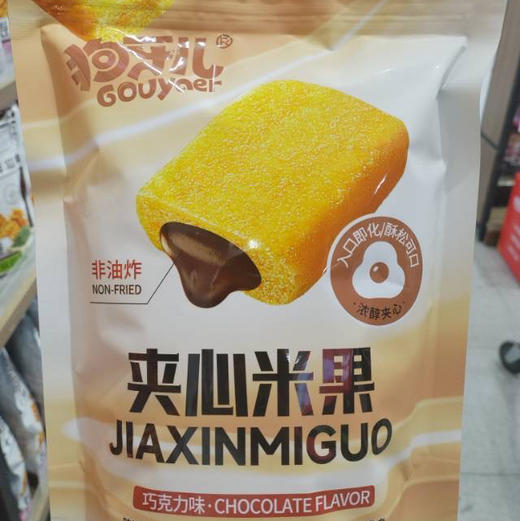 狗牙儿®
GOUYAER
非油炸
NON-FRIED
入口即化/酥松可口
浓醇夹心
夹心米果
JIAXINMIGUO
巧克力味·CHOCOLATE FLAVOR